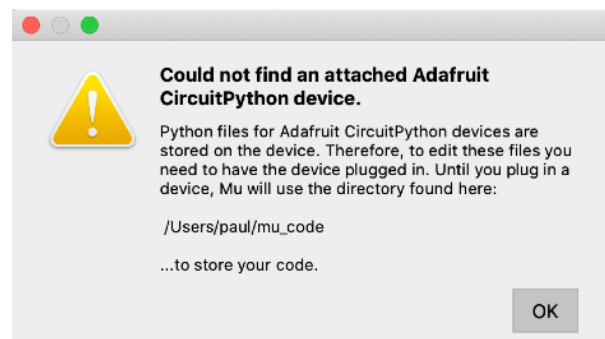 Could not find an attached Adafruit
CircuitPython device.
Python files for Adafruit CircuitPython devices are
stored on the device. Therefore, to edit these files you
need to have the device plugged in. Until you plug in a
device, Mu will use the directory found here:
/Users/paul/mu_code
...to store your code.
OK